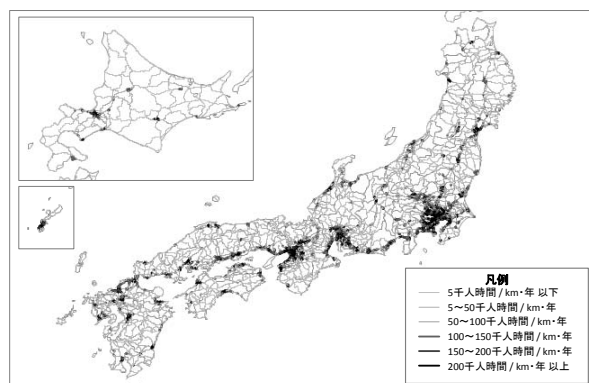 凡例
5千人時間 / km・年 以下
5～50千人時間 / km・年
50～100千人時間 / km・年
100～150千人時間 / km・年
150～200千人時間 / km・年
200千人時間 / km・年 以上